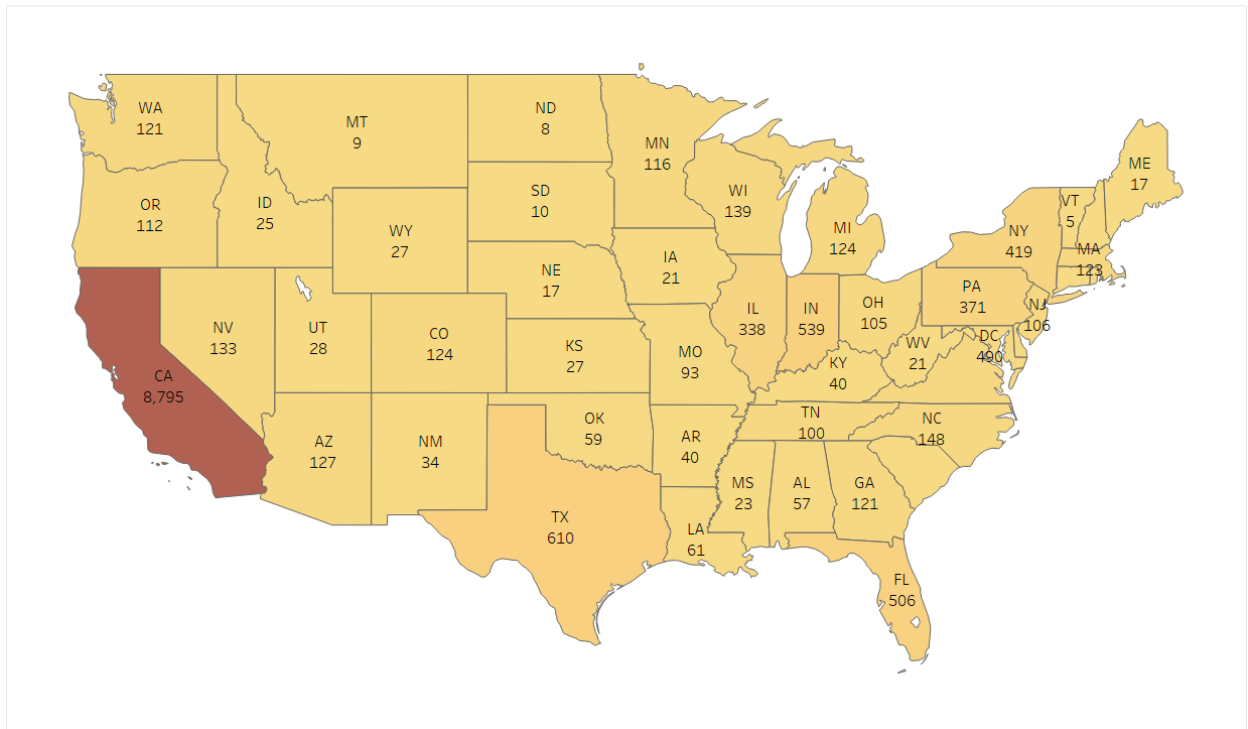 WA
121
MT
9
ND
8
MN
116
ME
17
OR
112
ID
25
SD
10
WI
139
VT
5
WY
27
MI
124
NY
419
MA
123
IA
21
NE
17
PA
371
NV
133
UT
28
CO
124
IL
338
IN
539
OH
105
NJ
106
KS
27
MO
93
WV
21
DC
490
KY
40
CA
8,795
AZ
127
NM
34
OK
59
AR
40
TN
100
NC
148
MS
23
AL
57
GA
121
TX
610
LA
61
FL
506